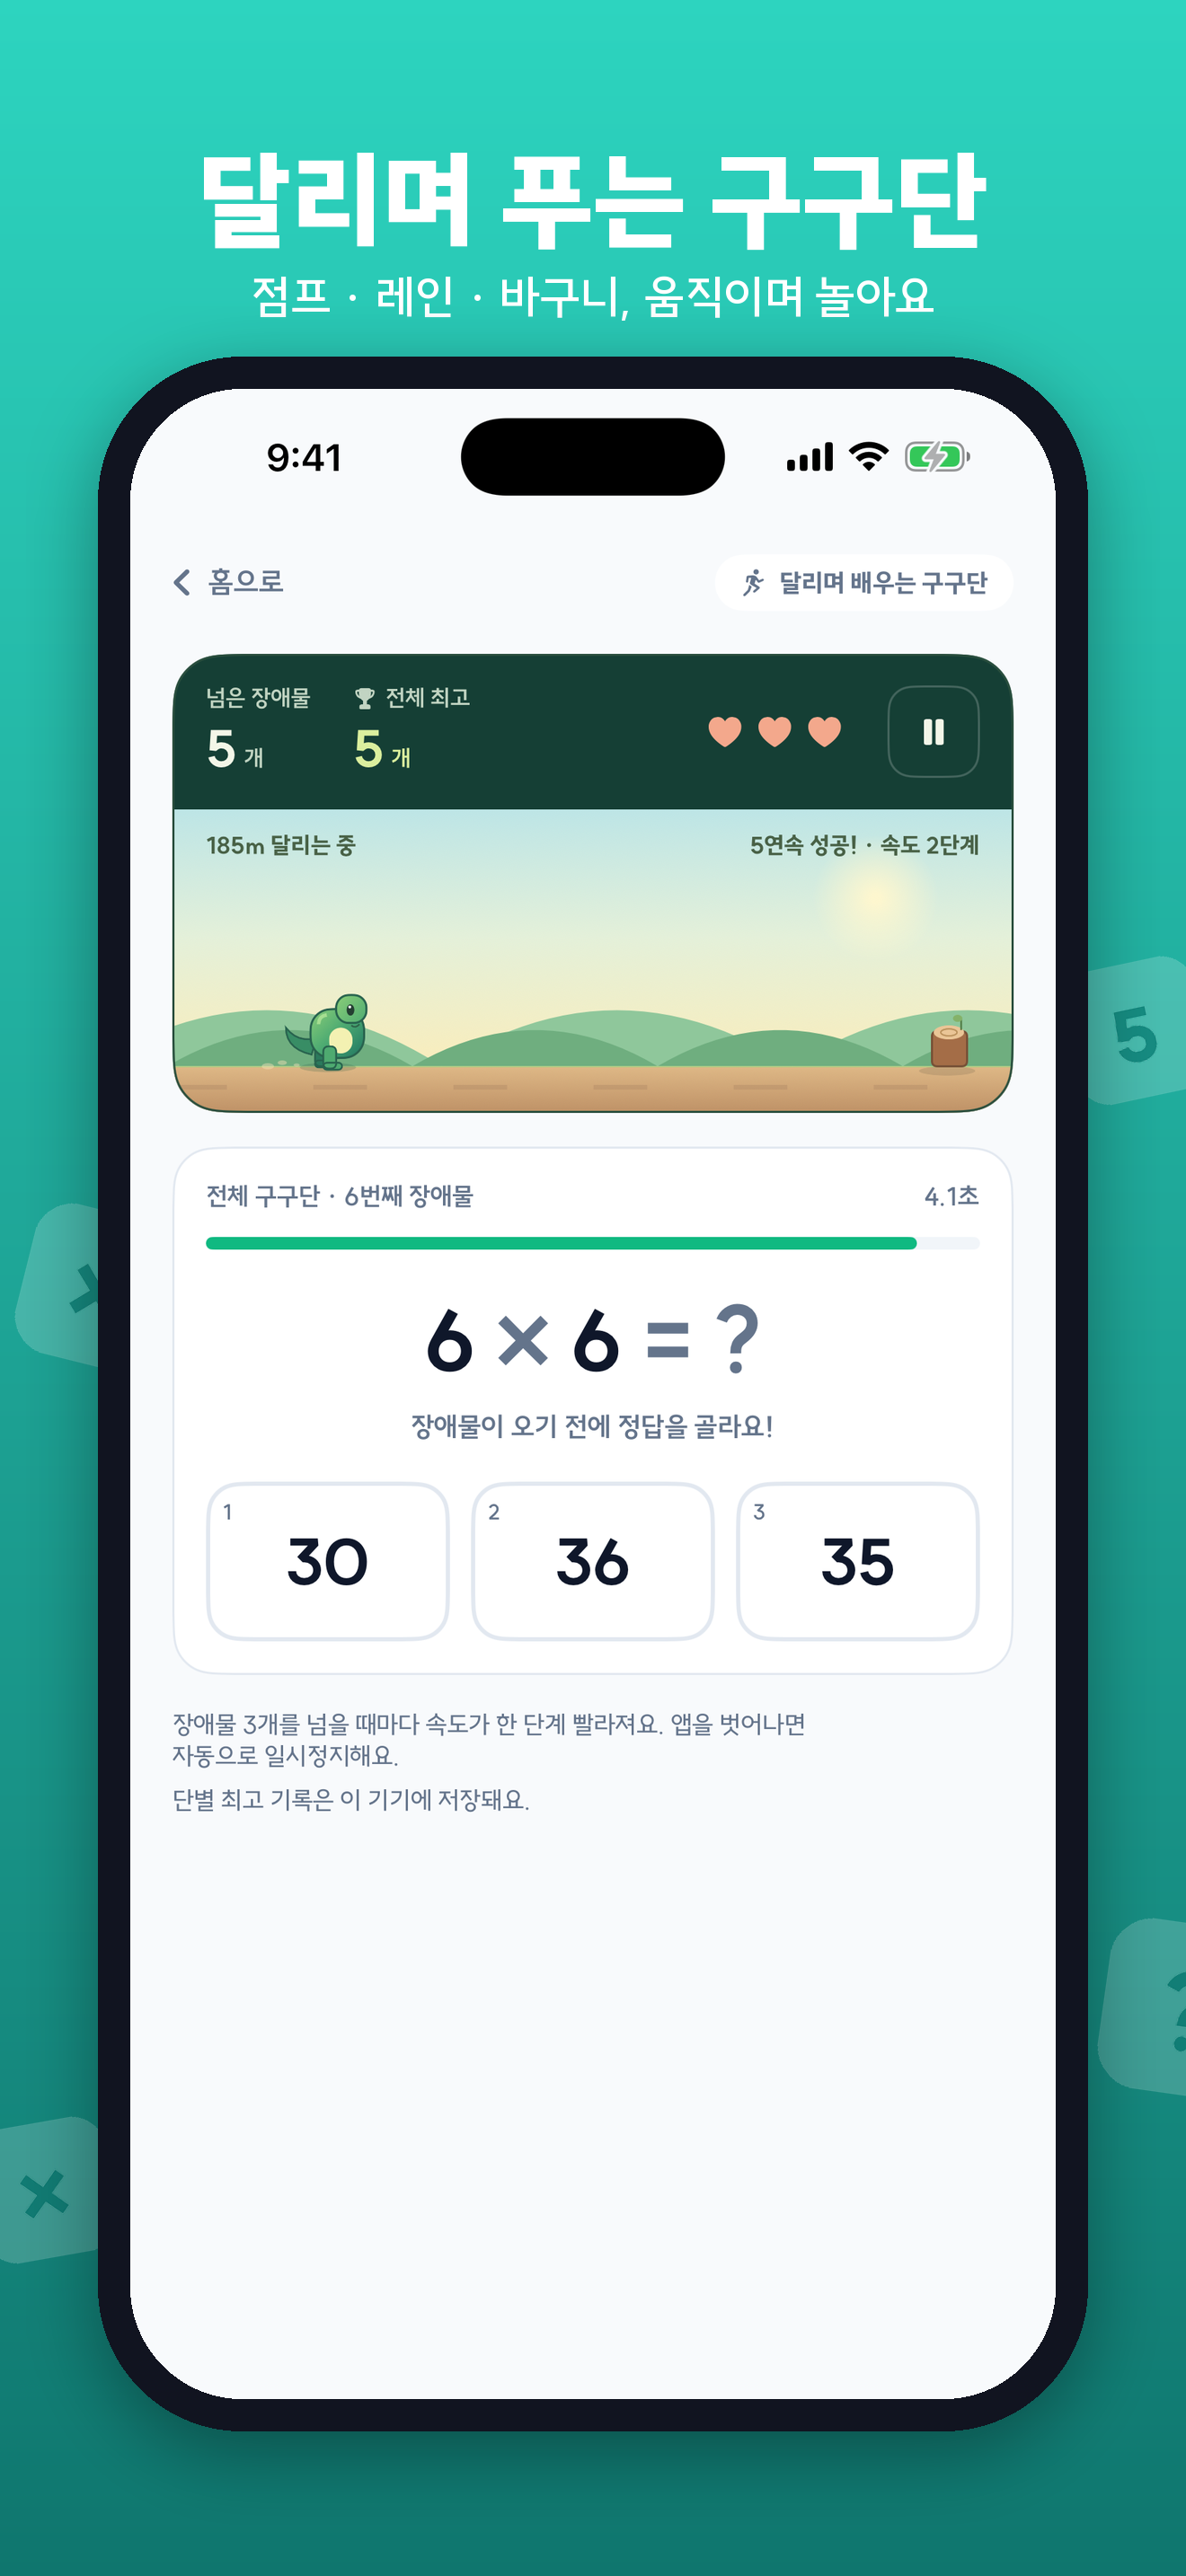 달리며 푸는 구구단
점프 · 레인 · 바구니, 움직이며 놀아요
9:41
홈으로
달리며 배우는 구구단
넘은 장애물
전체 최고
5 개
5 개
185m 달리는 중
5연속 성공! · 속도 2단계
5
전체 구구단 · 6번째 장애물
4.1초
×
6 × 6 = ?
장애물이 오기 전에 정답을 골라요!
1
30
2
36
3
35
장애물 3개를 넘을 때마다 속도가 한 단계 빨라져요. 앱을 벗어나면
자동으로 일시정지해요.
단별 최고 기록은 이 기기에 저장돼요.
?
×